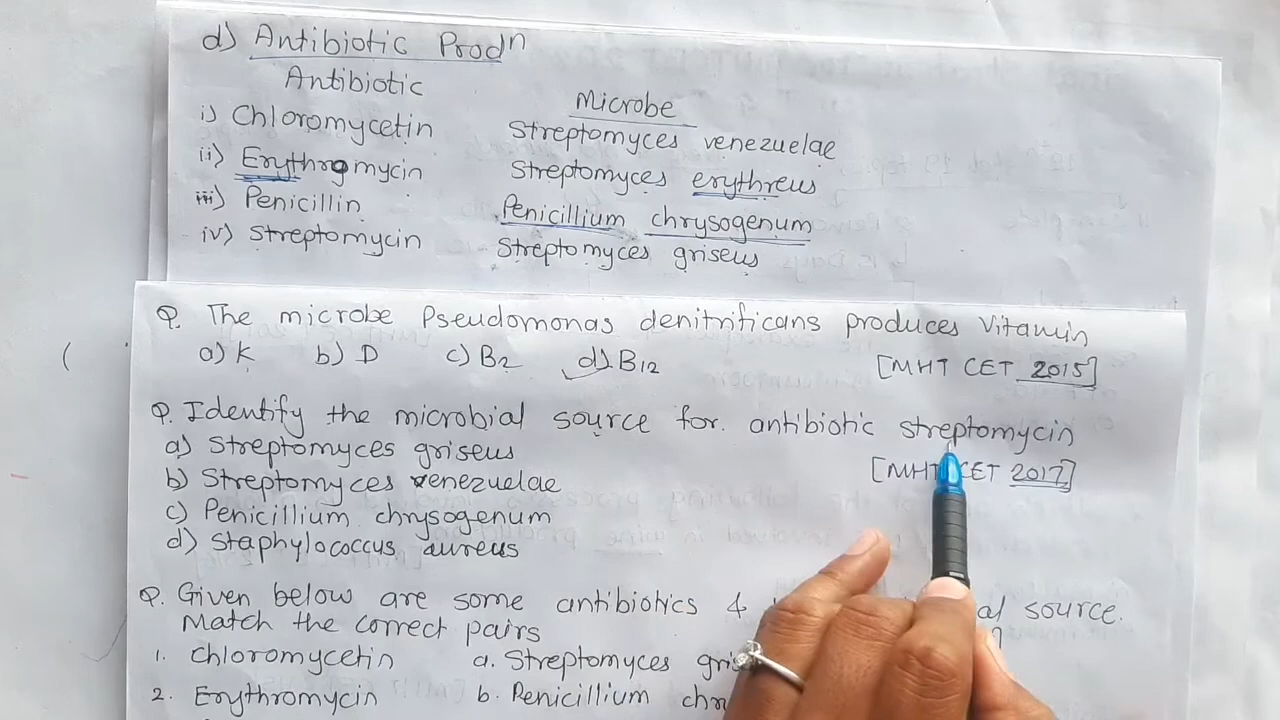 d) Antibiotic Prodn
Antibiotic Microbe
i) Chloromycetin Streptomyces venezuelae
ii) Erythromycin Streptomyces erythreus
iii) Penicillin Penicillium chrysogenum
iv) Streptomycin Streptomyces griseus
Q. The microbe Pseudomonas denitrificans produces Vitamin
a) K b) D c) B2 d) B12 [MHT CET 2015]
Q. Identify the microbial source for antibiotic streptomycin
a) Streptomyces griseus
[MHT CET 2017]
b) Streptomyces venezuelae
c) Penicillium chrysogenum
d) Staphylococcus aureus
Q. Given below are some antibiotics & source.
Match the correct pairs
1. Chloromycetin a. Streptomyces
2. Erythromycin b. Penicillium